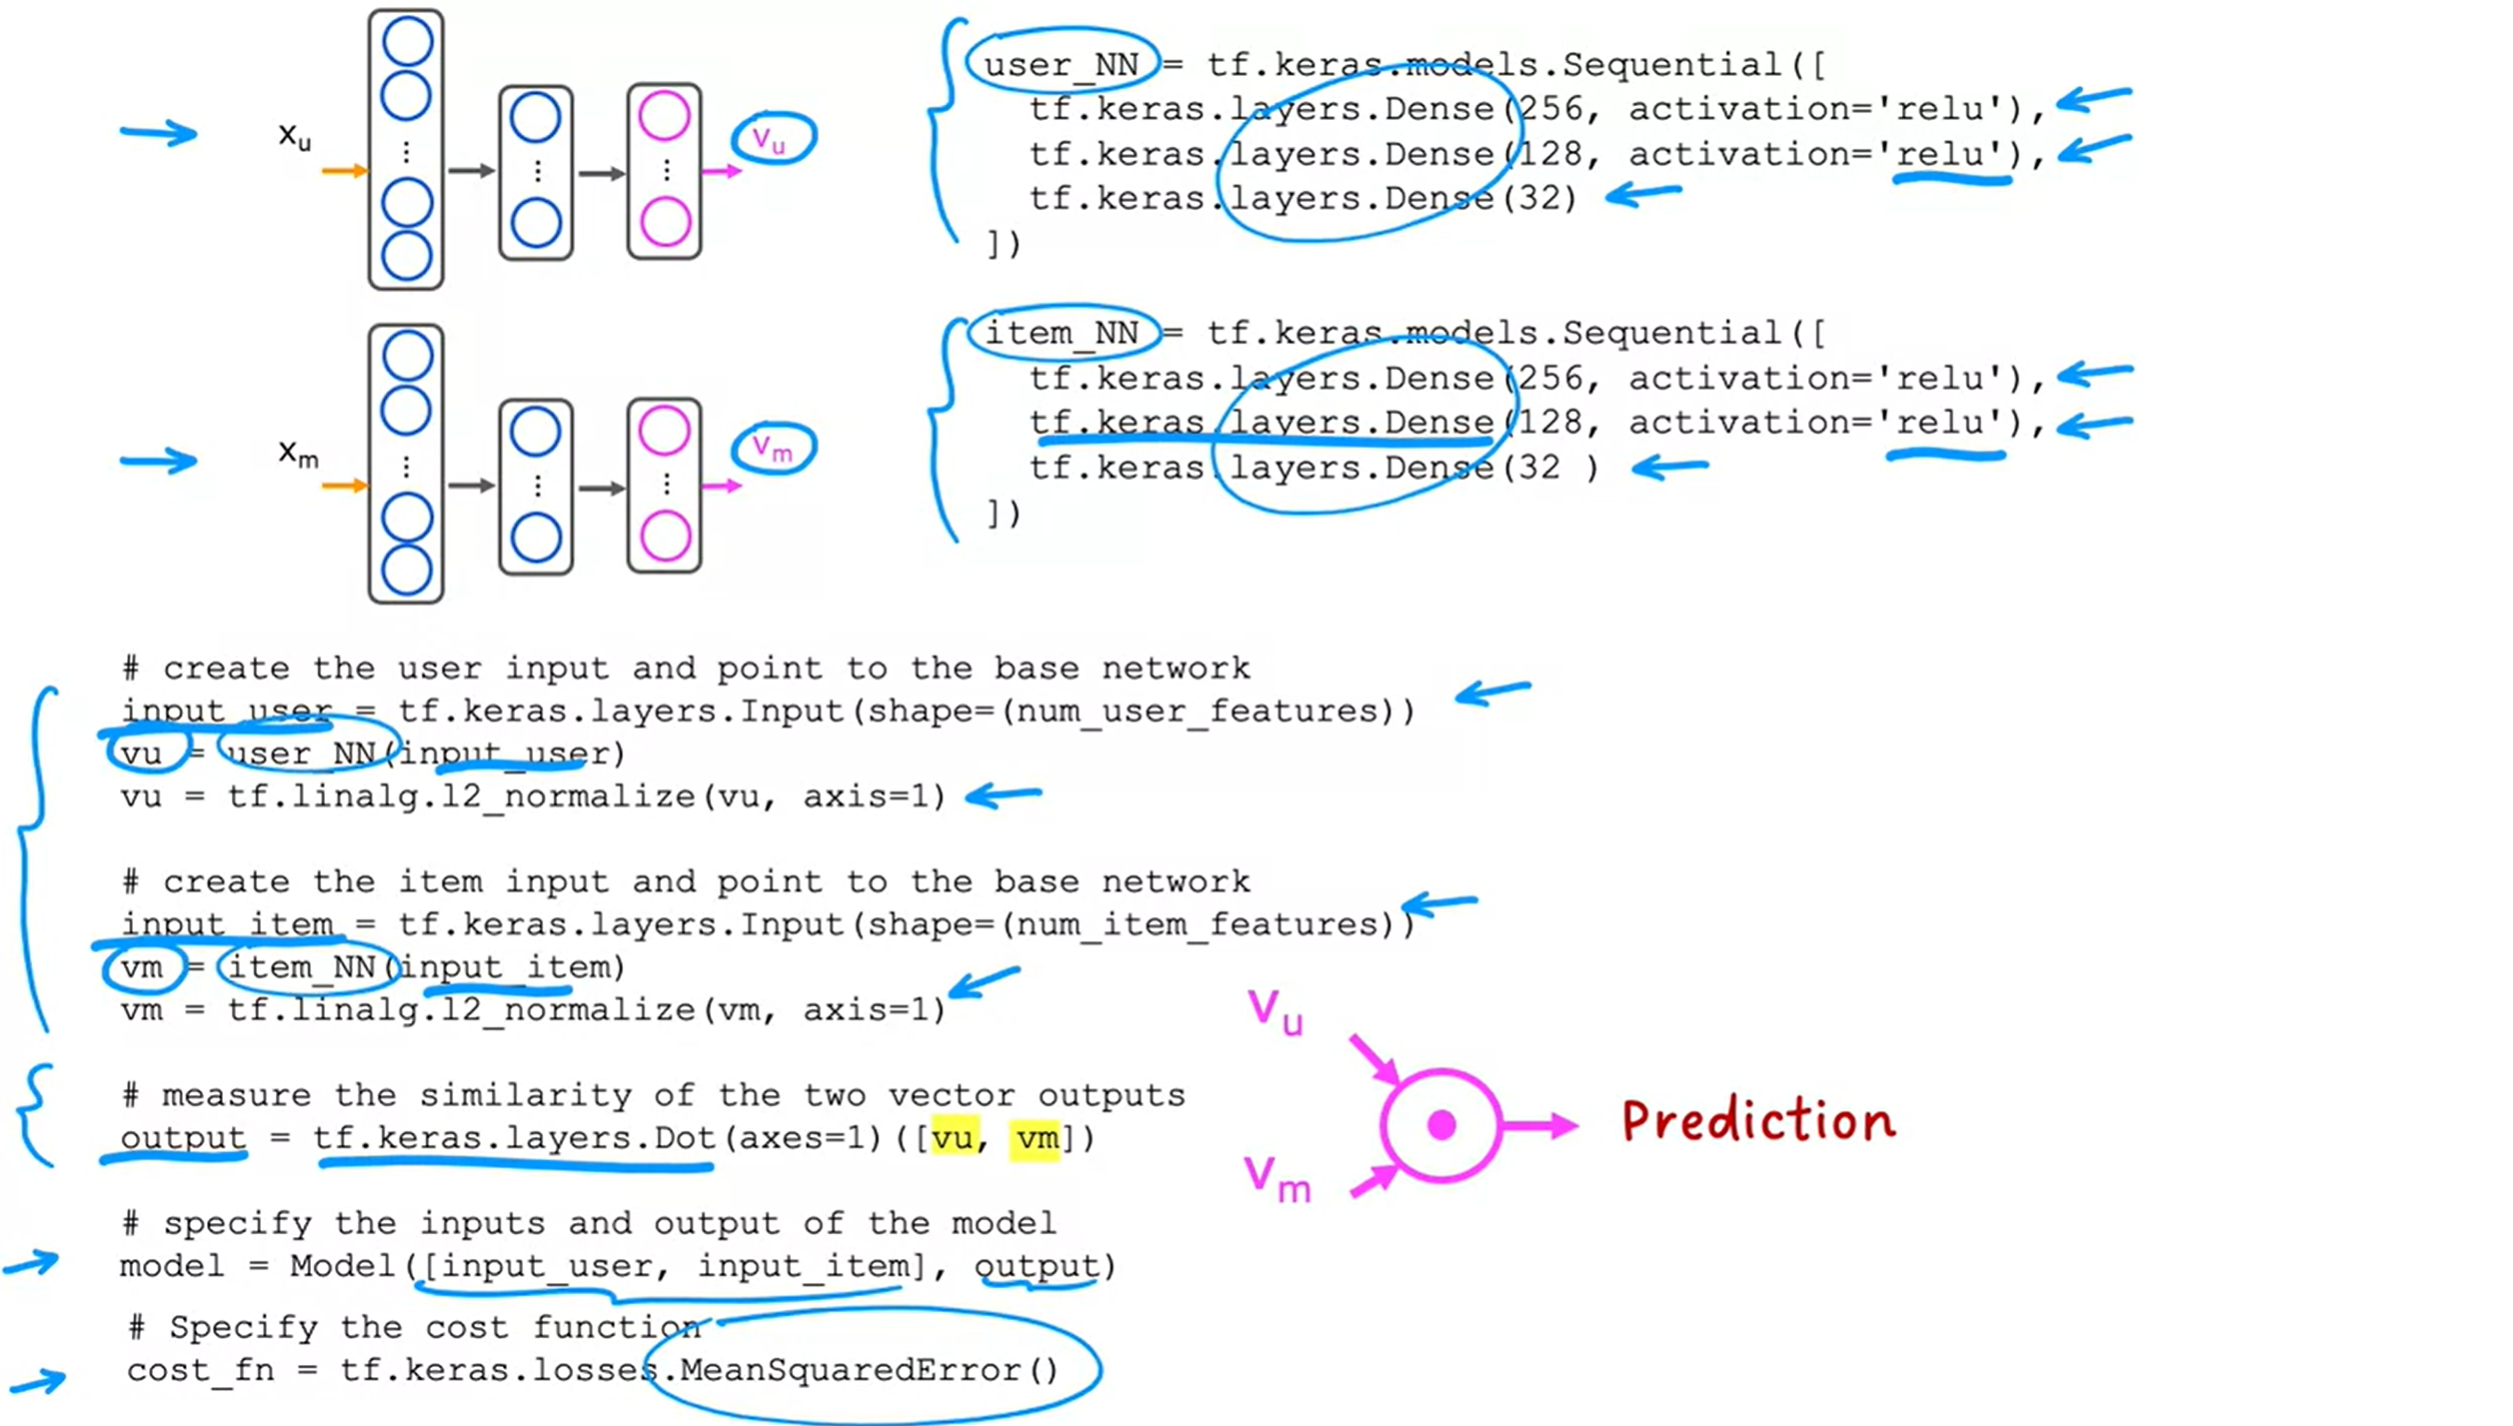 x_u
v_u
user_NN = tf.keras.models.Sequential([
tf.keras.layers.Dense(256, activation='relu'),
tf.keras.layers.Dense(128, activation='relu'),
tf.keras.layers.Dense(32)
])
x_m
v_m
item_NN = tf.keras.models.Sequential([
tf.keras.layers.Dense(256, activation='relu'),
tf.keras.layers.Dense(128, activation='relu'),
tf.keras.layers.Dense(32 )
])
# create the user input and point to the base network
input_user = tf.keras.layers.Input(shape=(num_user_features))
vu = user_NN(input_user)
vu = tf.linalg.l2_normalize(vu, axis=1)
# create the item input and point to the base network
input_item = tf.keras.layers.Input(shape=(num_item_features))
vm = item_NN(input_item)
vm = tf.linalg.l2_normalize(vm, axis=1)
# measure the similarity of the two vector outputs
output = tf.keras.layers.Dot(axes=1)([vu, vm])
# specify the inputs and output of the model
model = Model([input_user, input_item], output)
# Specify the cost function
cost_fn = tf.keras.losses.MeanSquaredError()
v_u
v_m
Prediction